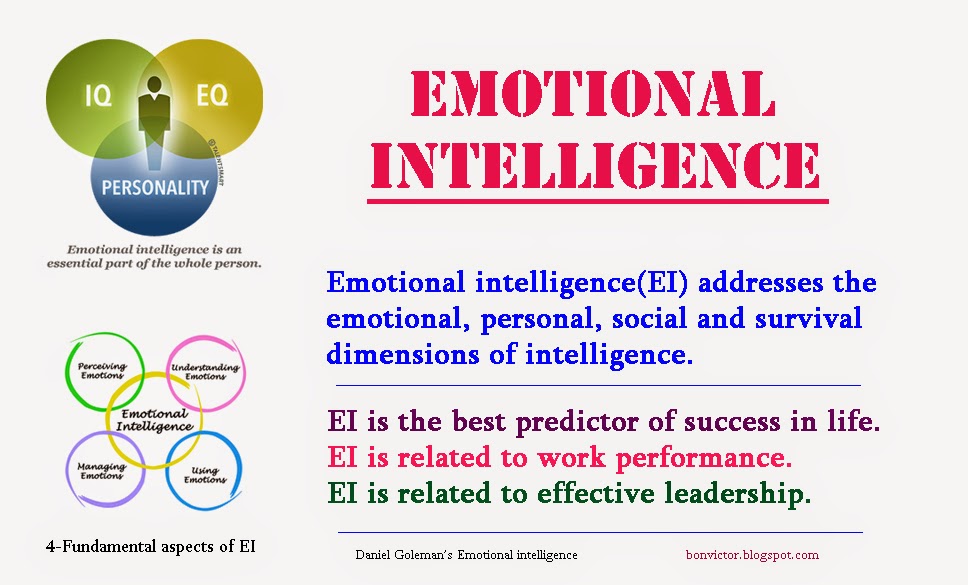 IQ
EQ
@TALENTSMART
PERSONALITY
Emotional intelligence is an
essential part of the whole person.
Perceiving
Emotions
Understanding
Emotions
Emotional
Intelligence
Managing
Emotions
Using
Emotions
4-Fundamental aspects of EI
EMOTIONAL
INTELLIGENCE
Emotional intelligence(EI) addresses the
emotional, personal, social and survival
dimensions of intelligence.
EI is the best predictor of success in life.
EI is related to work performance.
EI is related to effective leadership.
Daniel Goleman's Emotional intelligence
bonvictor.blogspot.com